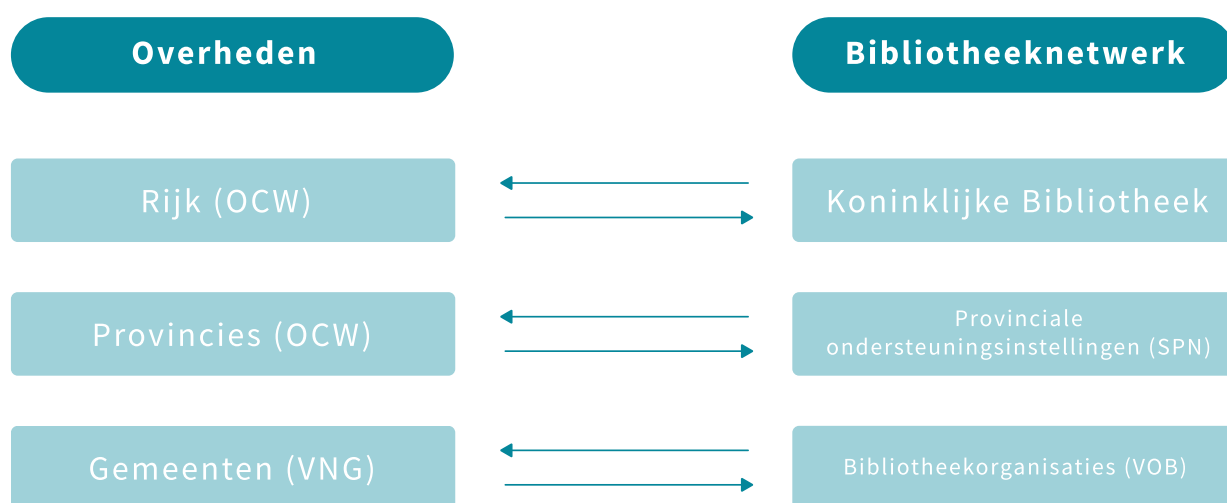 Overheden
Bibliotheeknetwerk
Rijk (OCW)
Koninklijke Bibliotheek
Provincies (OCW)
Provinciale
ondersteuningsinstellingen (SPN)
Gemeenten (VNG)
Bibliotheekorganisaties (VOB)